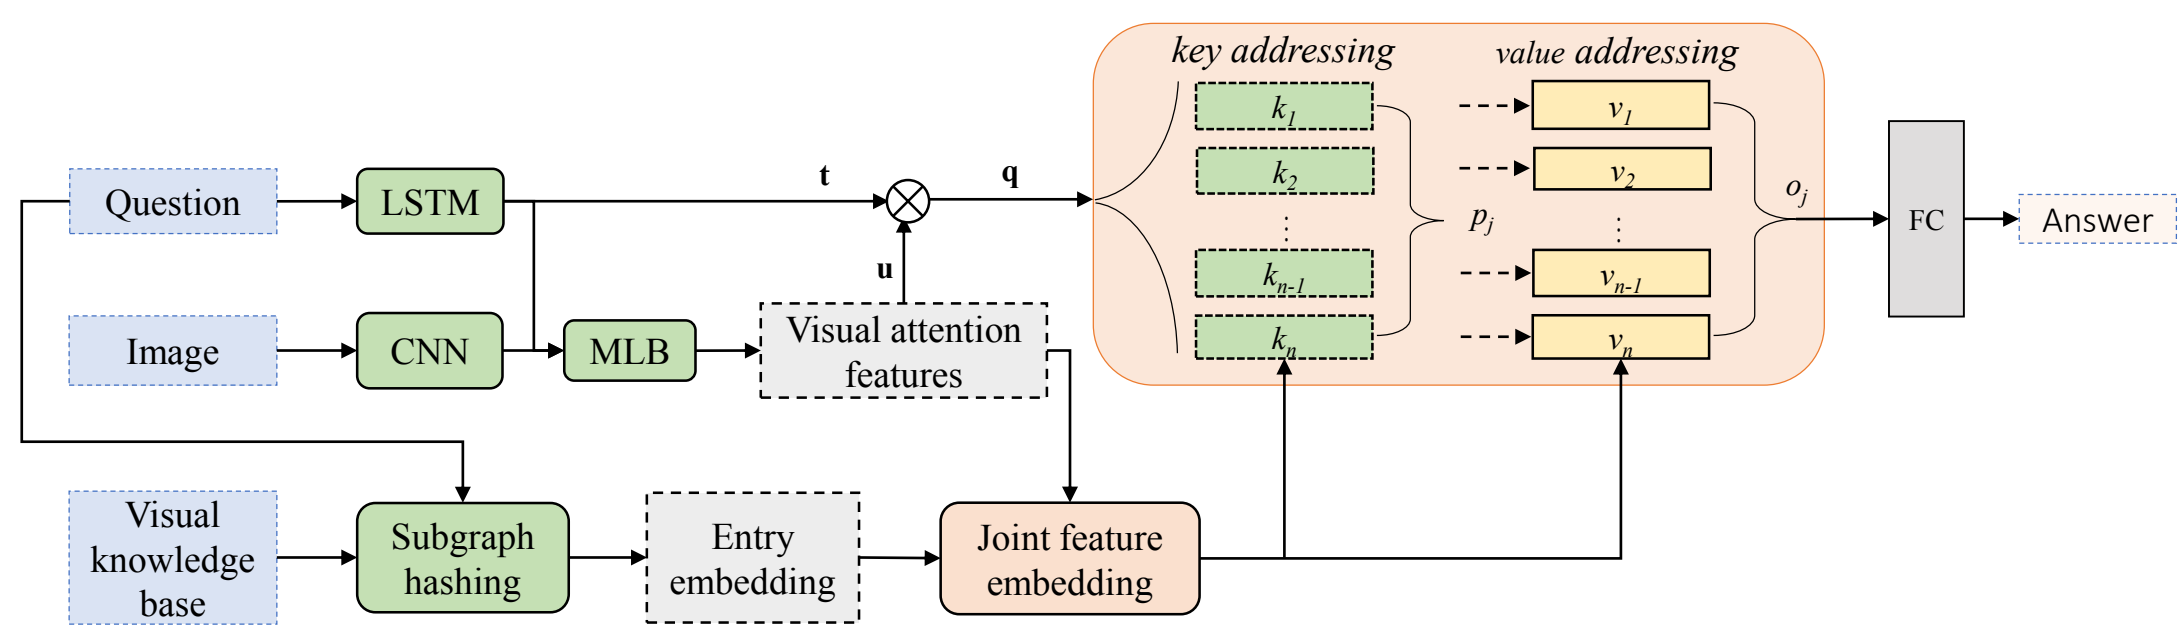 key addressing
value addressing
k1
v1
k2
v2
⋮
⋮
kn-1
vn-1
kn
vn
pj
oj
Question
LSTM
t
q
u
FC
Answer
Image
CNN
MLB
Visual attention
features
Visual
knowledge
base
Subgraph
hashing
Entry
embedding
Joint feature
embedding